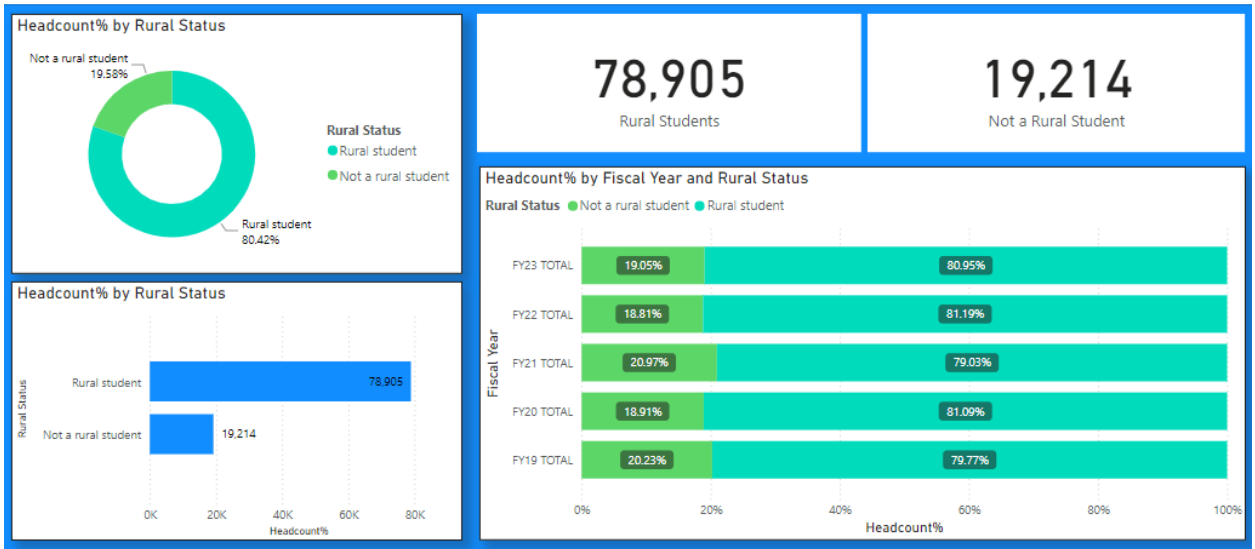 Headcount% by Rural Status
Not a rural student
19.58%
Rural Status
Rural student
Not a rural student
Rural student
80.42%
78,905
Rural Students
19,214
Not a Rural Student
Headcount% by Rural Status
Rural Status
Rural student
78,905
Not a rural student
19,214
0K 20K 40K 60K 80K
Headcount%
Headcount% by Fiscal Year and Rural Status
Rural Status Not a rural student Rural student
Fiscal Year
FY23 TOTAL 19.05% 80.95%
FY22 TOTAL 18.81% 81.19%
FY21 TOTAL 20.97% 79.03%
FY20 TOTAL 18.91% 81.09%
FY19 TOTAL 20.23% 79.77%
0% 20% 40% 60% 80% 100%
Headcount%